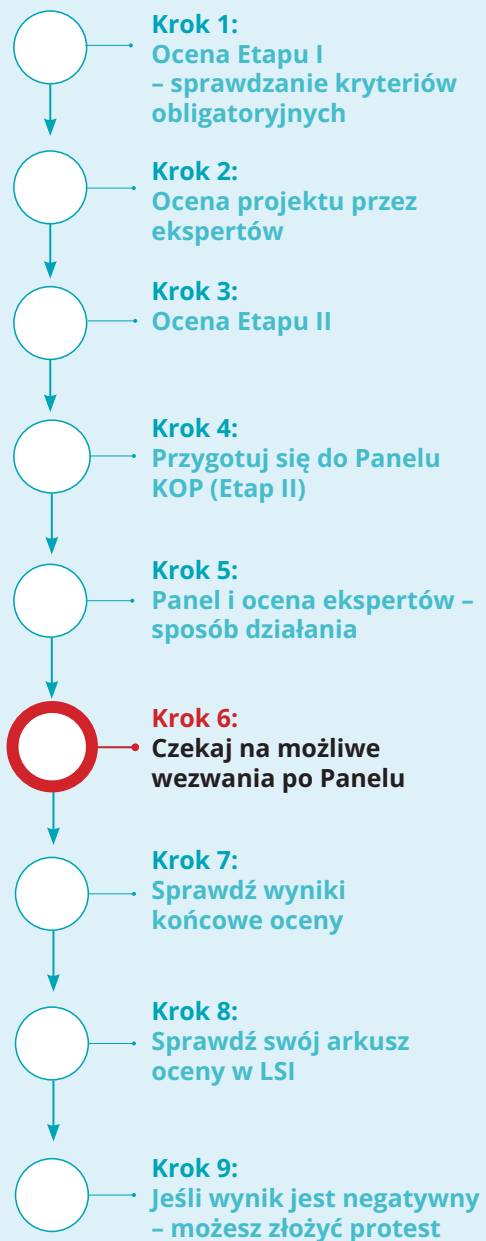 Krok 1:
Ocena Etapu I
– sprawdzanie kryteriów
obligatoryjnych
Krok 2:
Ocena projektu przez
ekspertów
Krok 3:
Ocena Etapu II
Krok 4:
Przygotuj się do Panelu
KOP (Etap II)
Krok 5:
Panel i ocena ekspertów –
sposób działania
Krok 6:
Czekaj na możliwe
wezwania po Panelu
Krok 7:
Sprawdź wyniki
końcowe oceny
Krok 8:
Sprawdź swój arkusz
oceny w LSI
Krok 9:
Jeśli wynik jest negatywny
– możesz złożyć protest